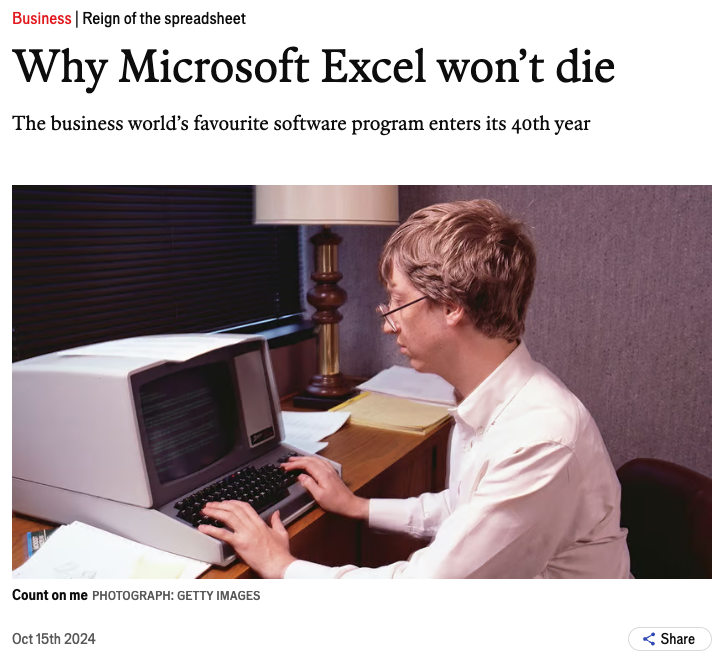 Business | Reign of the spreadsheet
Why Microsoft Excel won’t die
The business world’s favourite software program enters its 40th year
Count on me PHOTOGRAPH: GETTY IMAGES
Oct 15th 2024
Share